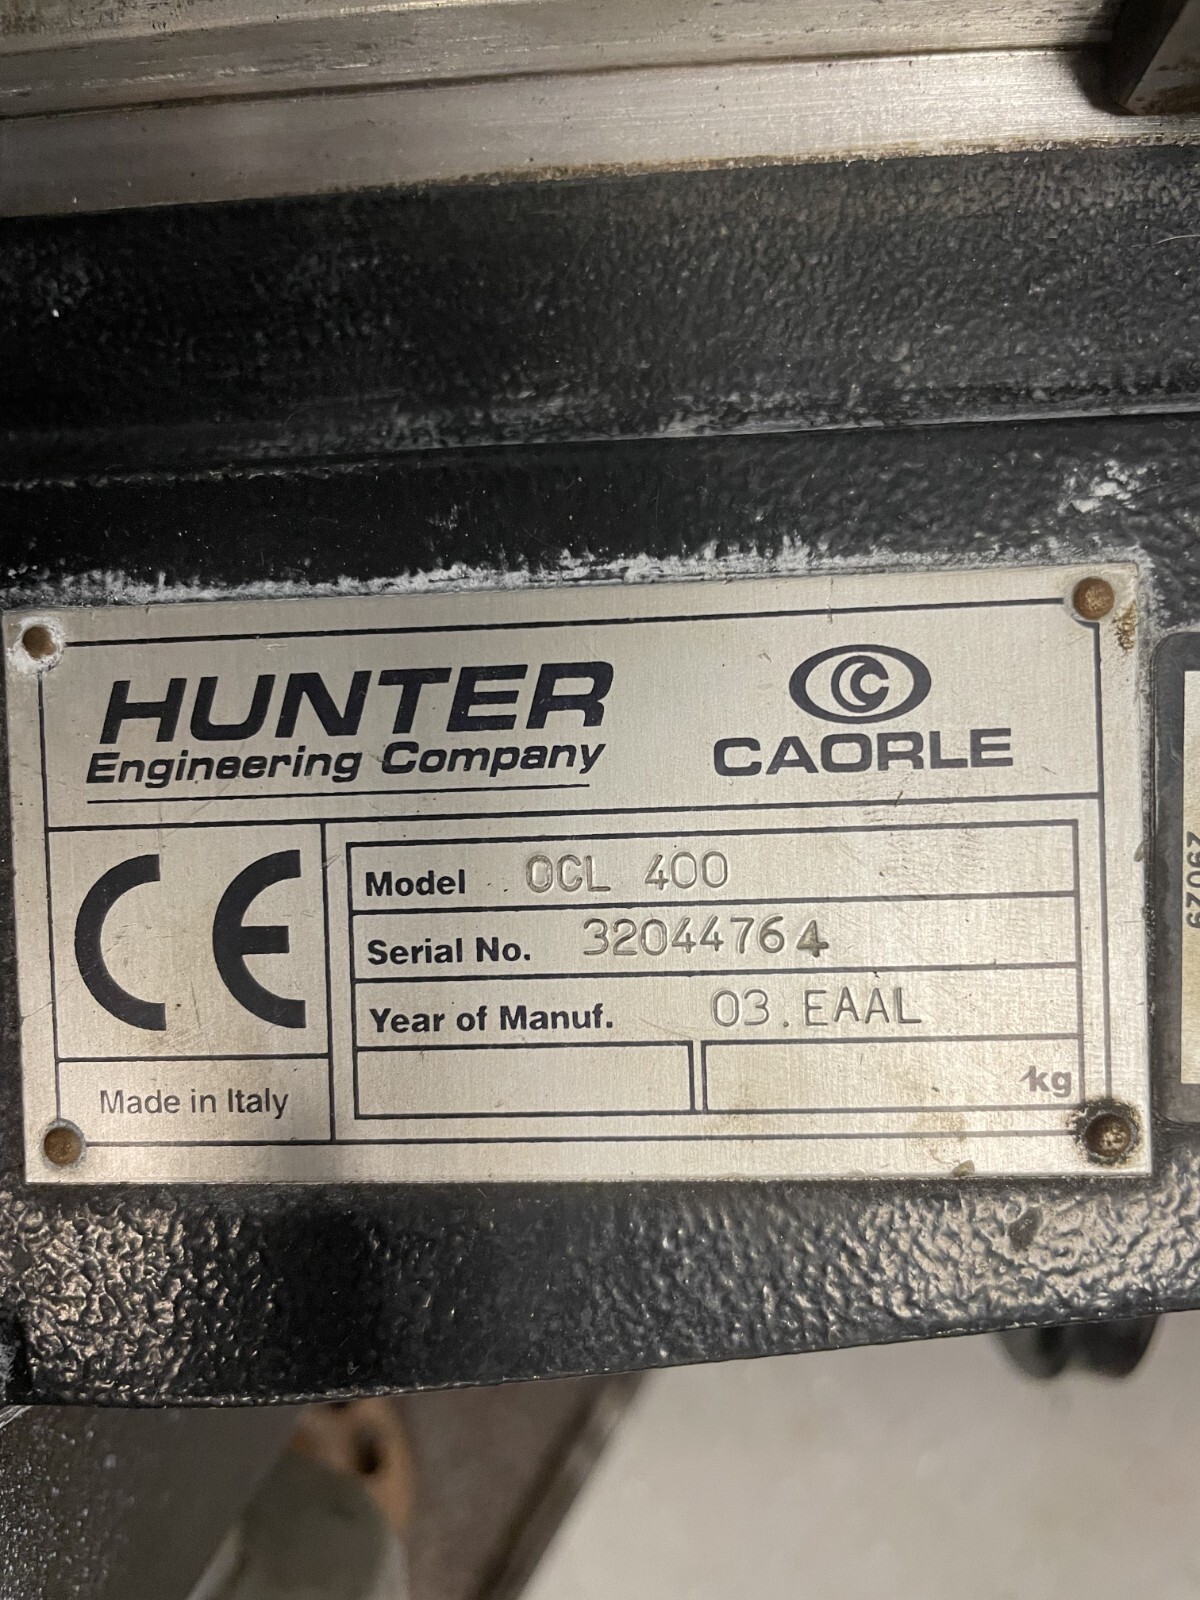 HUNTER
Engineering Company
CAORLE
CE
Made in Italy
Model OCL 400
Serial No. 32044764
Year of Manuf. 03.EAAL
kg
29029